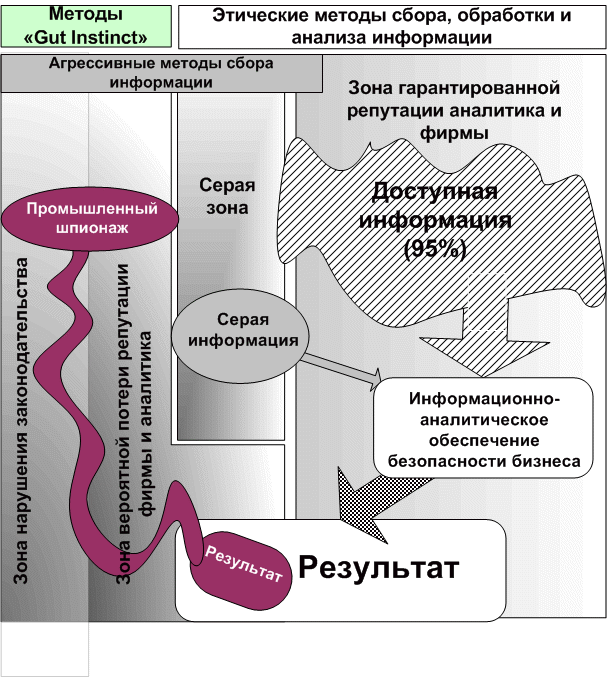 Методы
«Gut Instinct»
Этические методы сбора, обработки и
анализа информации
Агрессивные методы сбора
информации
Зона гарантированной
репутации аналитика и
фирмы
Серая
зона
Доступная
информация
(95%)
Промышленный
шпионаж
Серая
информация
Зона нарушения законодательства
Зона вероятной потери репутации
фирмы и аналитика
Информационно-
аналитическое
обеспечение
безопасности бизнеса
Результат
Результат